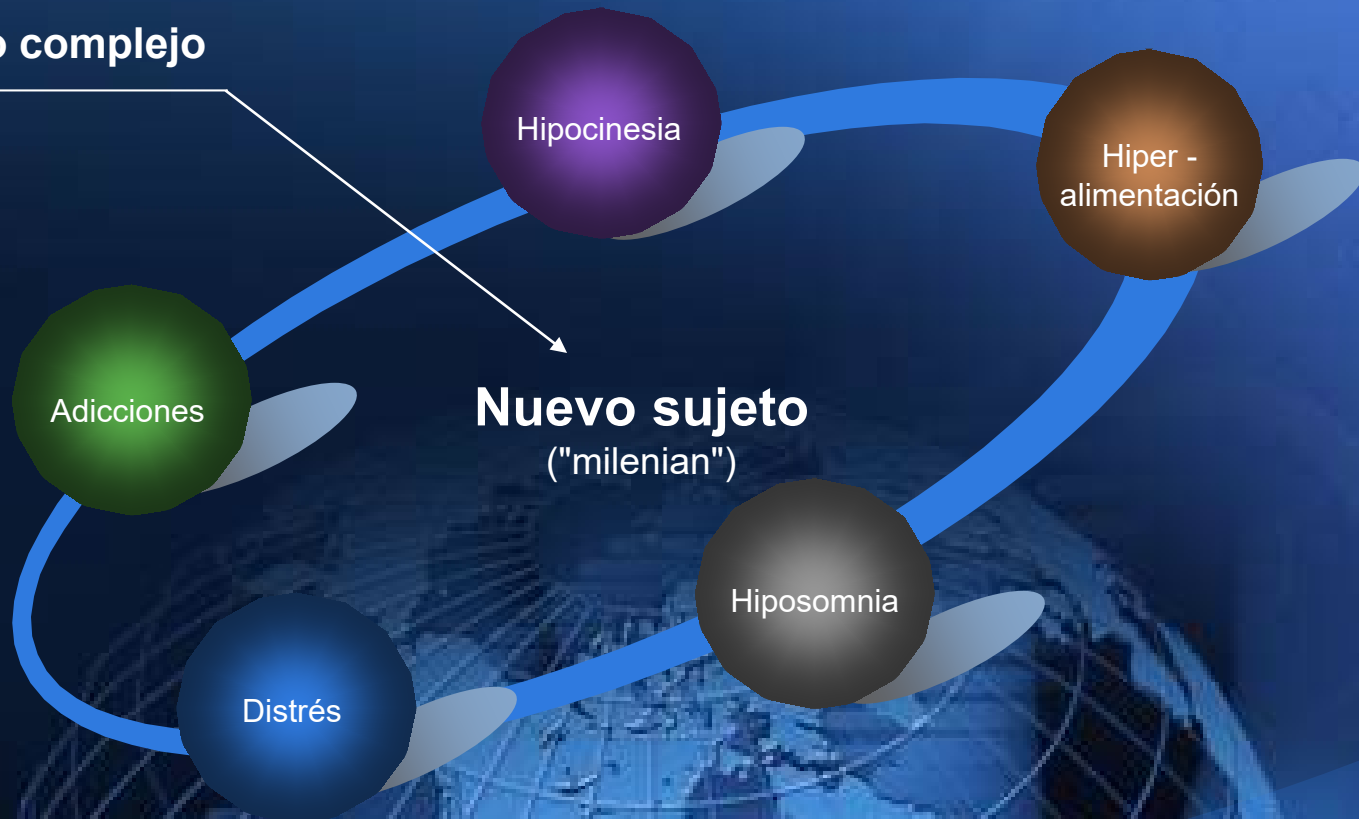 o complejo
Hipocinesia
Hiper -
alimentación
Adicciones
Nuevo sujeto
("milenian")
Hiposomnia
Distrés